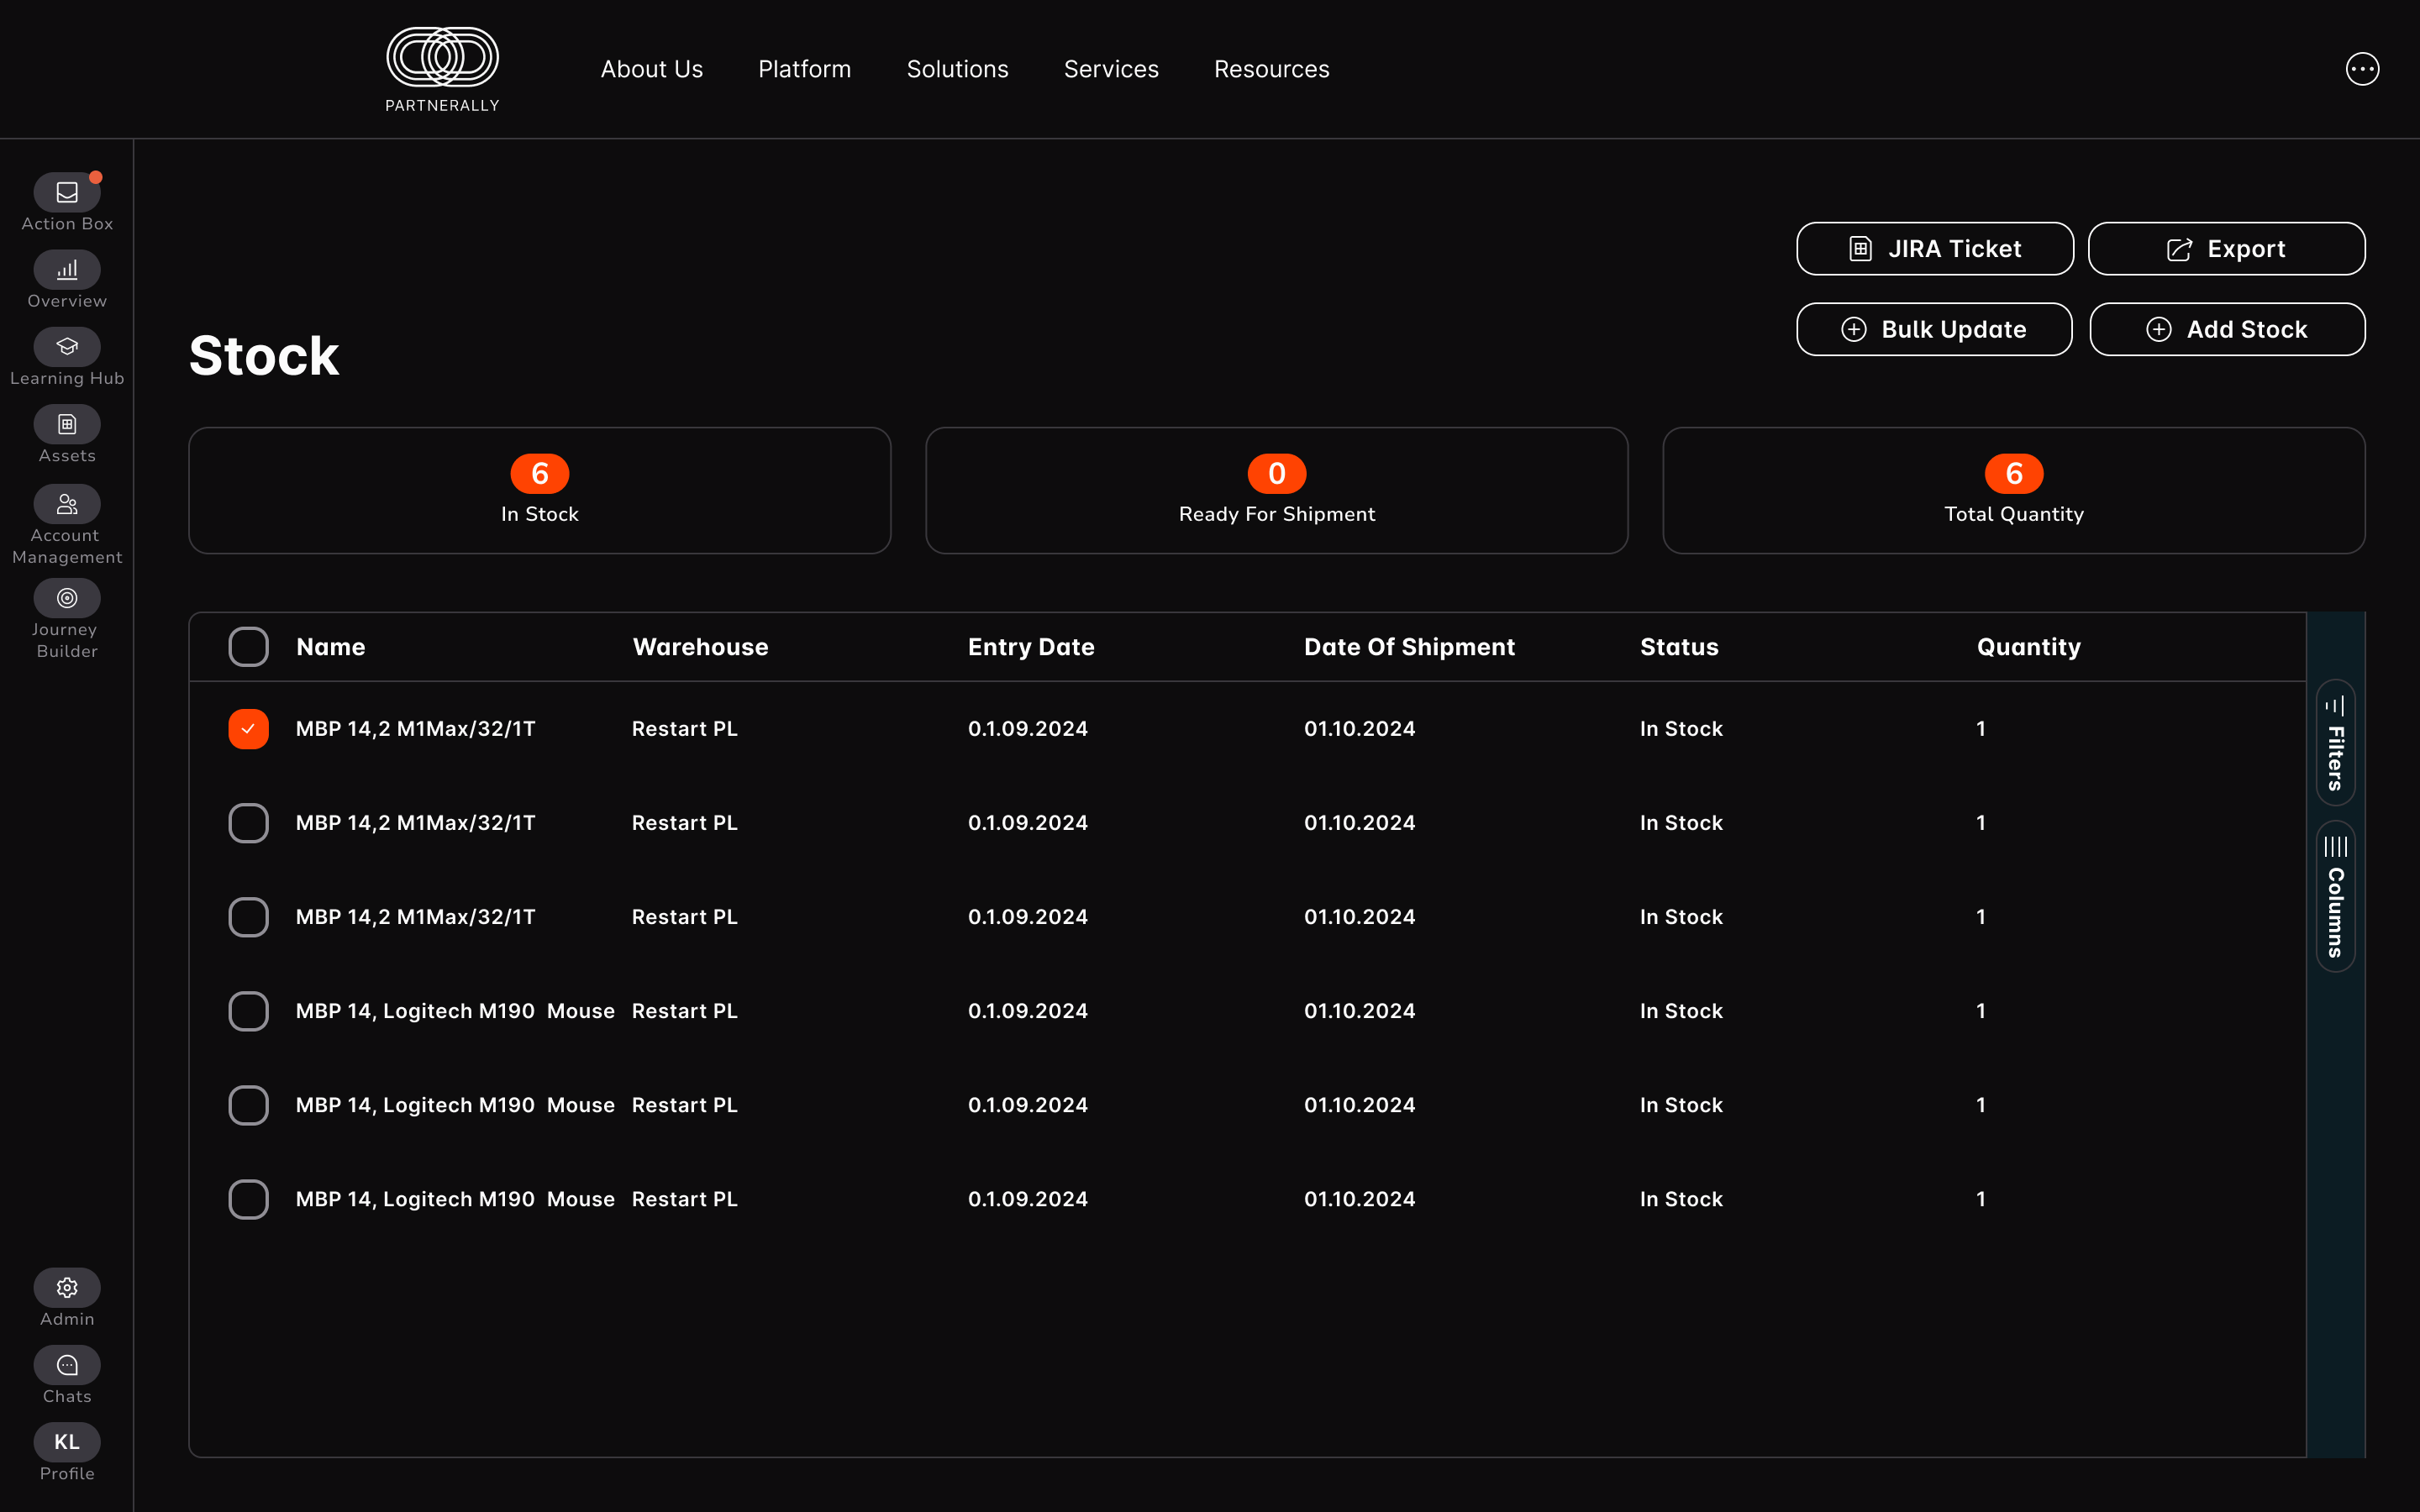 PARTNERALLY
About Us Platform Solutions Services Resources
Action Box
Overview
Learning Hub
Assets
Account
Management
Journey
Builder
Admin
Chats
KL
Profile
JIRA Ticket Export
Bulk Update Add Stock
Stock
6 0 6
In Stock Ready For Shipment Total Quantity
Name Warehouse Entry Date Date Of Shipment Status Quantity
MBP 14,2 M1Max/32/1T Restart PL 0.1.09.2024 01.10.2024 In Stock 1
MBP 14,2 M1Max/32/1T Restart PL 0.1.09.2024 01.10.2024 In Stock 1
MBP 14,2 M1Max/32/1T Restart PL 0.1.09.2024 01.10.2024 In Stock 1
MBP 14, Logitech M190 Mouse Restart PL 0.1.09.2024 01.10.2024 In Stock 1
MBP 14, Logitech M190 Mouse Restart PL 0.1.09.2024 01.10.2024 In Stock 1
MBP 14, Logitech M190 Mouse Restart PL 0.1.09.2024 01.10.2024 In Stock 1
Filters
Columns